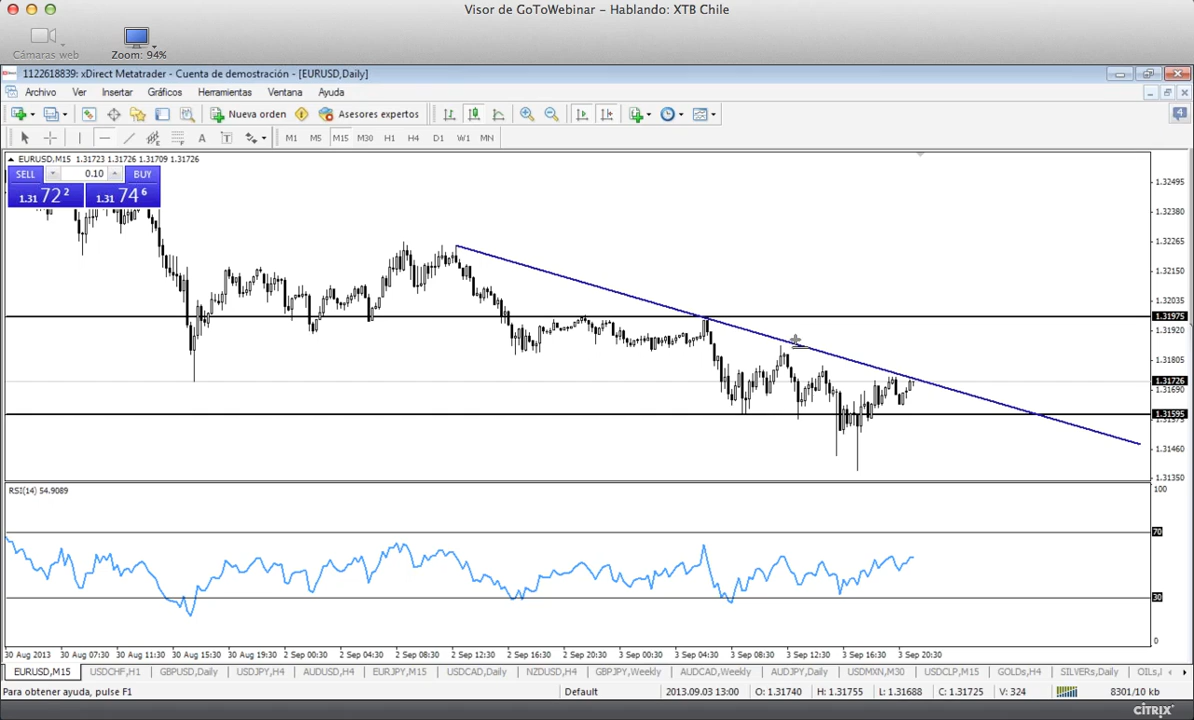 Visor de GoToWebinar – Hablando: XTB Chile
Cámaras web
Zoom: 94%
1122618839: xDirect Metatrader - Cuenta de demostración - [EURUSD,Daily]
Archivo Ver Insertar Gráficos Herramientas Ventana Ayuda
Nueva orden Asesores expertos
4
A T M1 M5 M15 M30 H1 H4 D1 W1 MN
EURUSD,M15 1.31723 1.31726 1.31709 1.31726
SELL 0.10 BUY
1.31 72 2 1.31 74 6
1.32495
1.32380
1.32265
1.32150
1.32035
1.31975
1.31920
1.31805
1.31726
1.31690
1.31595
1.31575
1.31460
1.31350
RSI(14) 54.9089
100
70
30
0
30 Aug 2013 30 Aug 07:30 30 Aug 11:30 30 Aug 15:30 30 Aug 19:30 2 Sep 00:30 2 Sep 04:30 2 Sep 08:30 2 Sep 12:30 2 Sep 16:30 2 Sep 20:30 3 Sep 00:30 3 Sep 04:30 3 Sep 08:30 3 Sep 12:30 3 Sep 16:30 3 Sep 20:30
EURUSD,M15 USDCHF,H1 GBPUSD,Daily USDJPY,H4 AUDUSD,H4 EURJPY,M15 USDCAD,Daily NZDUSD,H4 GBPJPY,Weekly AUDCAD,Weekly AUDJPY,Daily USDMXN,M30 USDCLP,M15 GOLDs,H4 SILVERs,Daily OILs,
Para obtener ayuda, pulse F1 Default 2013.09.03 13:00 O: 1.31740 H: 1.31755 L: 1.31688 C: 1.31725 V: 324 8301/10 kb
CITRIX